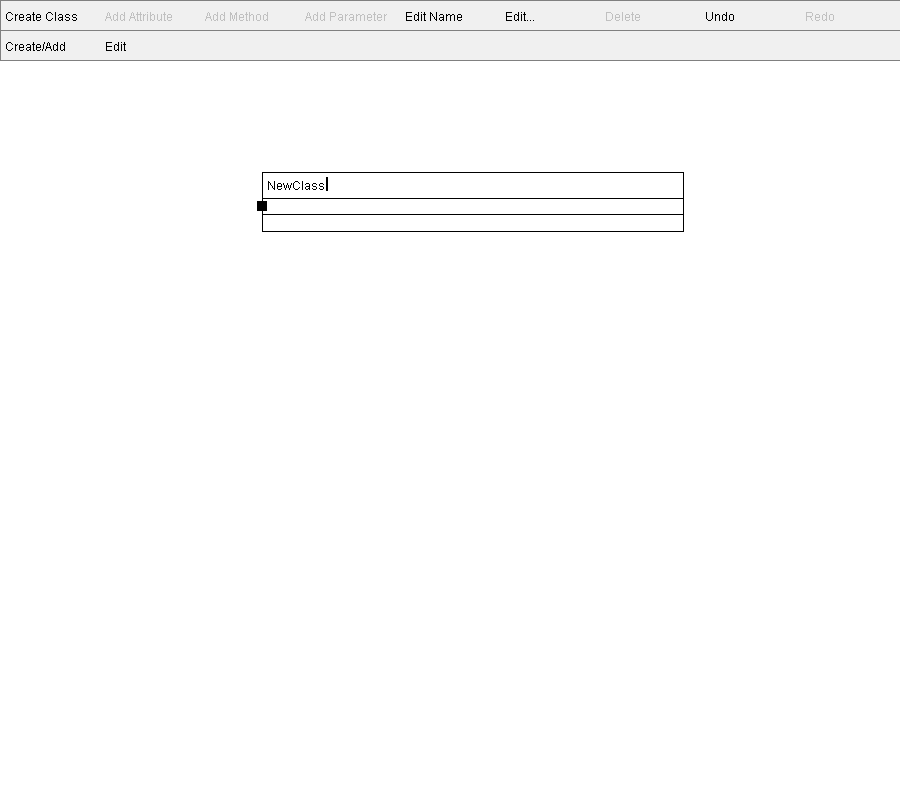 Create Class Add Attribute Add Method Add Parameter Edit Name Edit... Delete Undo Redo
Create/Add Edit
NewClass